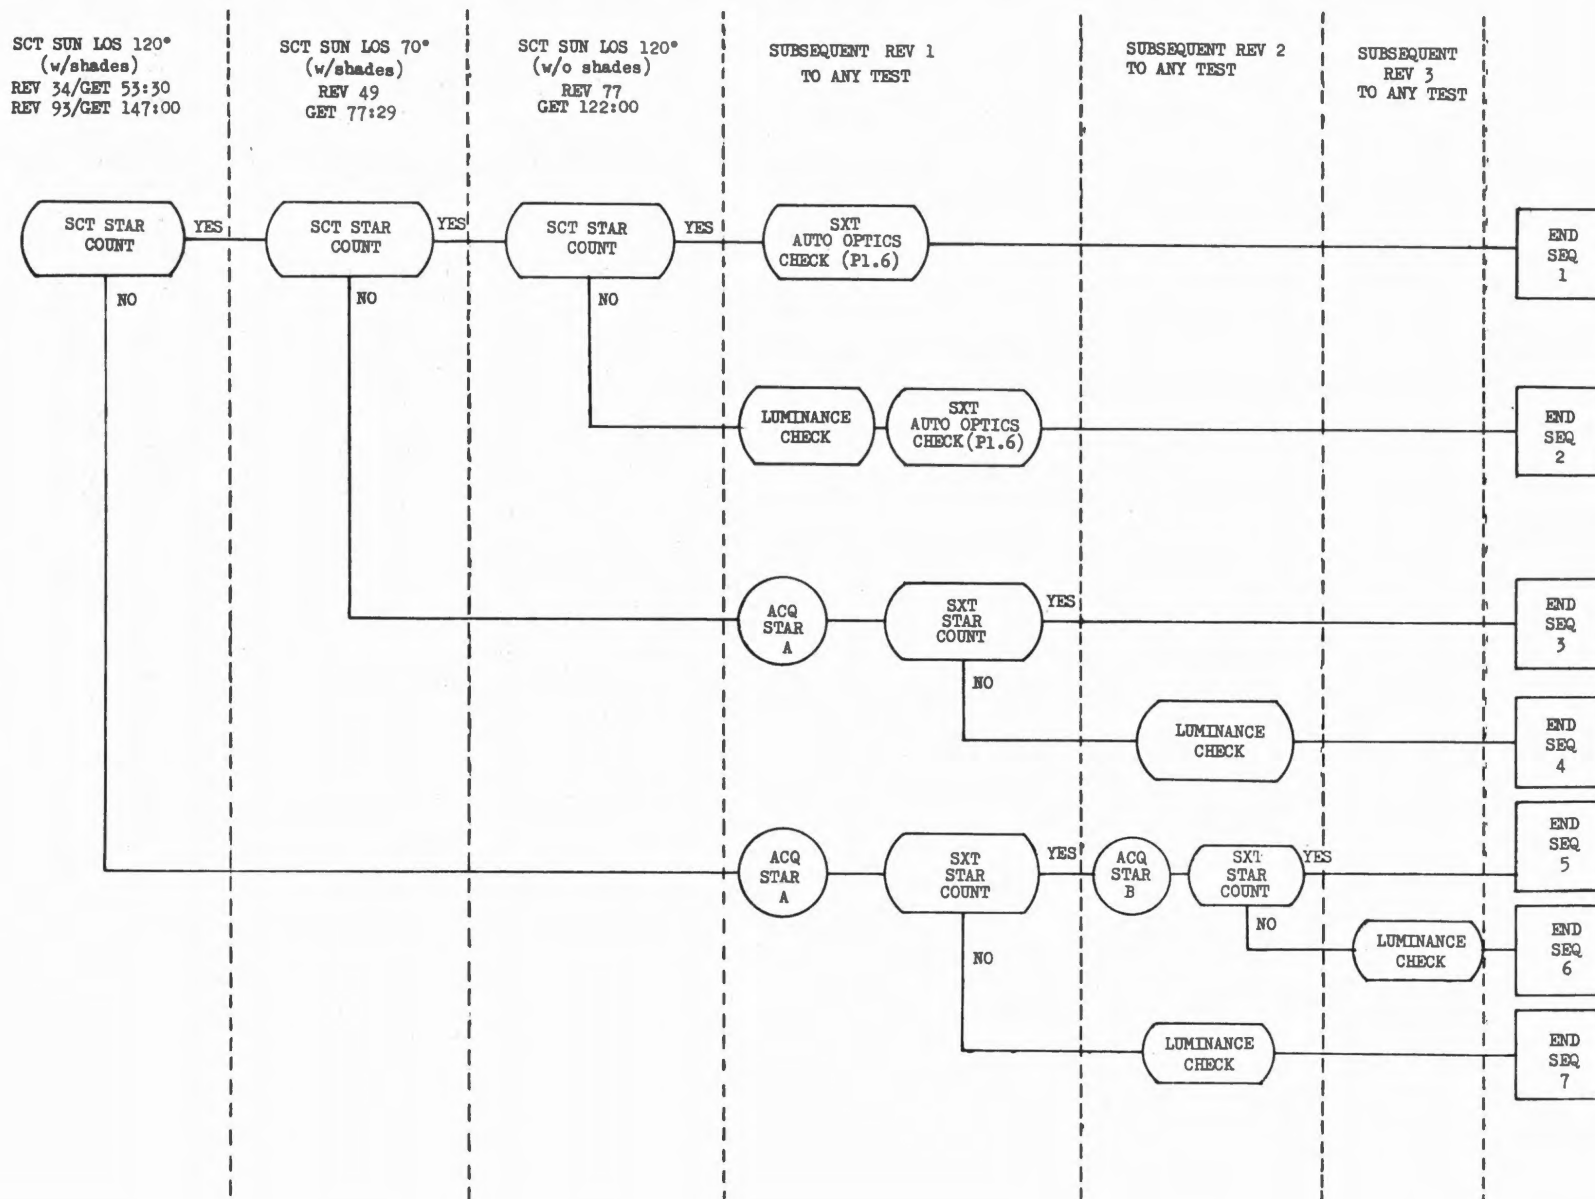 SCT SUN LOS 120°
(w/shades)
REV 34/GET 53:30
REV 93/GET 147:00
SCT SUN LOS 70°
(w/shades)
REV 49
GET 77:29
SCT SUN LOS 120°
(w/o shades)
REV 77
GET 122:00
SUBSEQUENT REV 1
TO ANY TEST
SUBSEQUENT REV 2
TO ANY TEST
SUBSEQUENT
REV 3
TO ANY TEST
SCT STAR
COUNT
YES
NO
SCT STAR
COUNT
YES
NO
SCT STAR
COUNT
YES
NO
SXT
AUTO OPTICS
CHECK (P1.6)
END
SEQ
1
LUMINANCE
CHECK
SXT
AUTO OPTICS
CHECK(P1.6)
END
SEQ
2
ACQ
STAR
A
SXT
STAR
COUNT
YES
NO
END
SEQ
3
LUMINANCE
CHECK
END
SEQ
4
ACQ
STAR
A
SXT
STAR
COUNT
YES
NO
ACQ
STAR
B
SXT
STAR
COUNT
YES
NO
END
SEQ
5
LUMINANCE
CHECK
END
SEQ
6
LUMINANCE
CHECK
END
SEQ
7